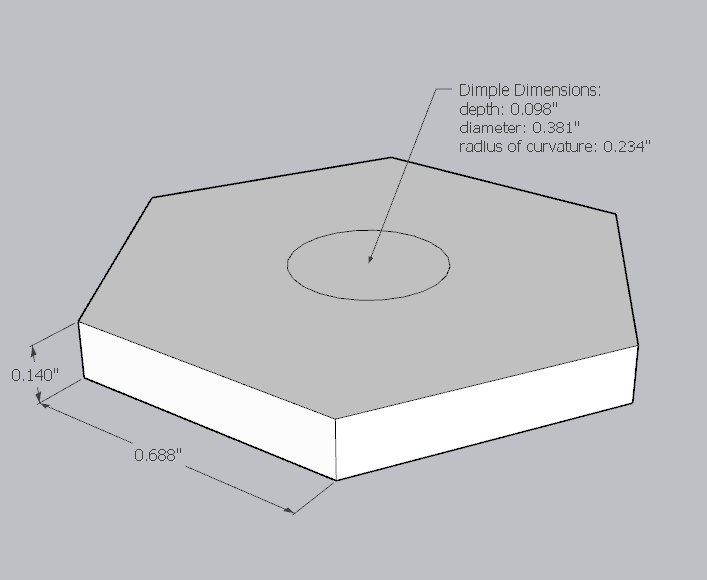 Dimple Dimensions:
depth: 0.098"
diameter: 0.381"
radius of curvature: 0.234"
0.140"
0.688"